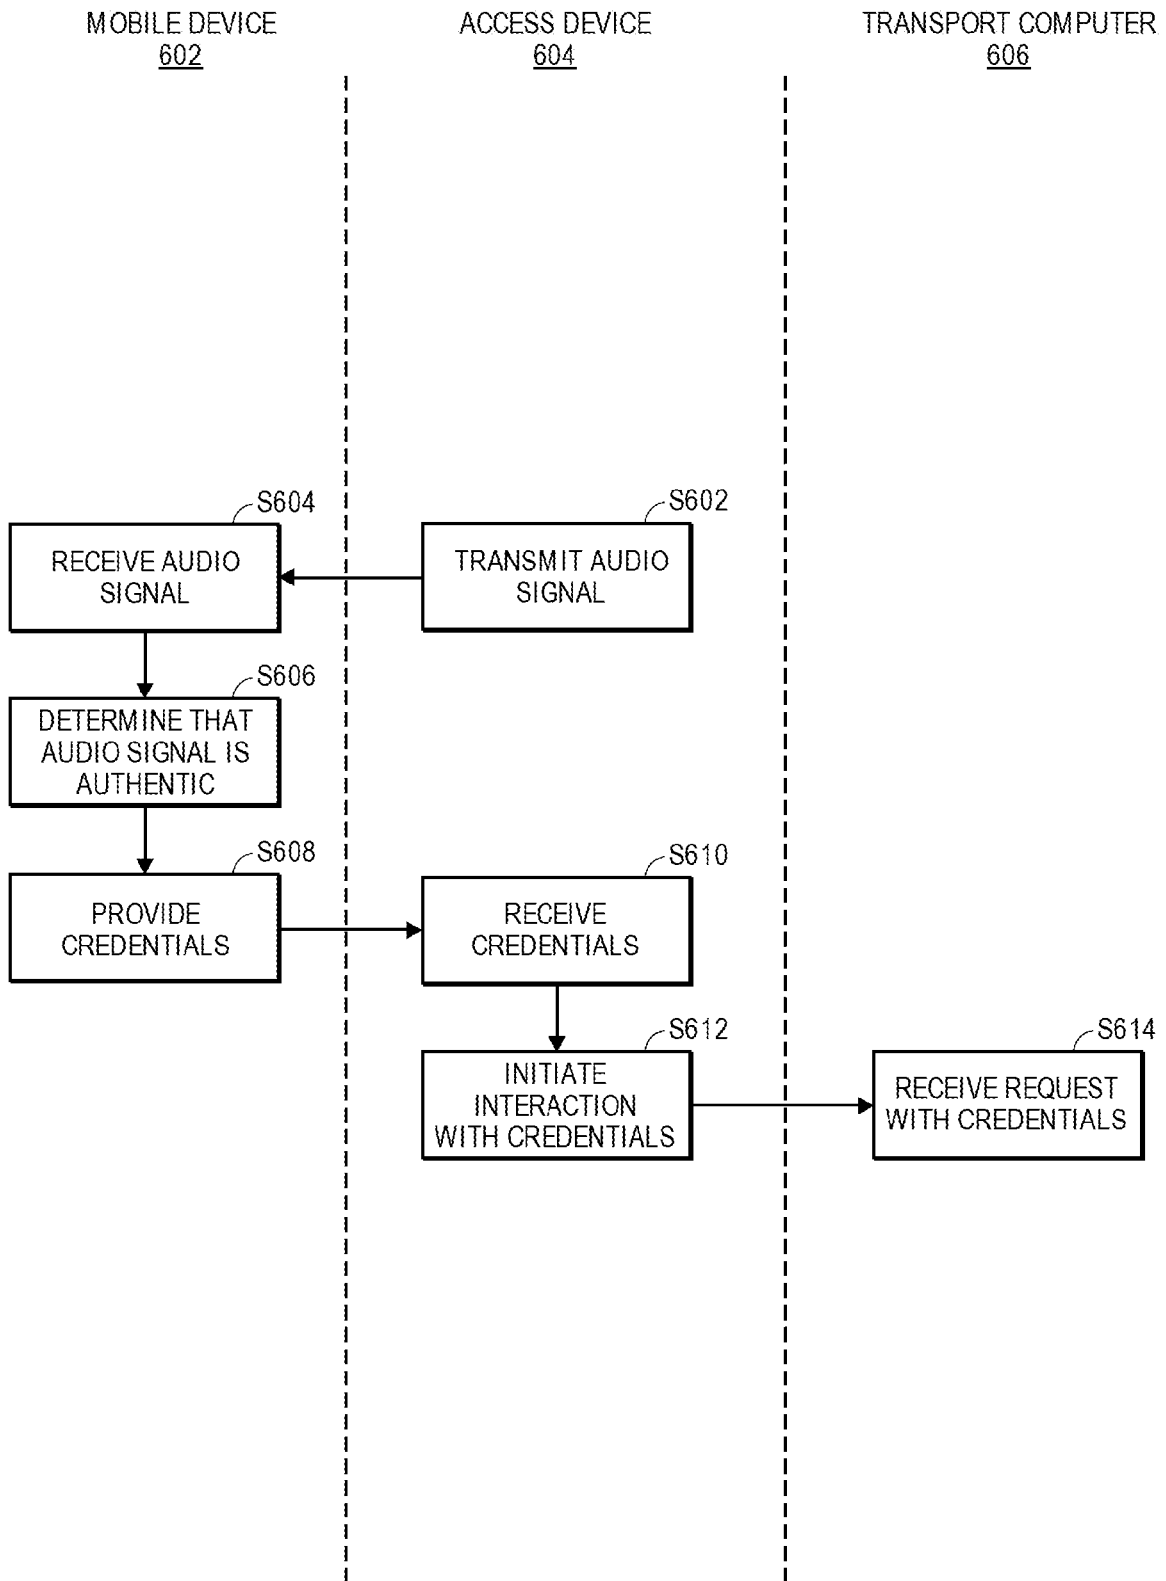 MOBILE DEVICE
602
ACCESS DEVICE
604
TRANSPORT COMPUTER
606
S604
RECEIVE AUDIO
SIGNAL
S602
TRANSMIT AUDIO
SIGNAL
S606
DETERMINE THAT
AUDIO SIGNAL IS
AUTHENTIC
S608
PROVIDE
CREDENTIALS
S610
RECEIVE
CREDENTIALS
S612
INITIATE
INTERACTION
WITH CREDENTIALS
S614
RECEIVE REQUEST
WITH CREDENTIALS